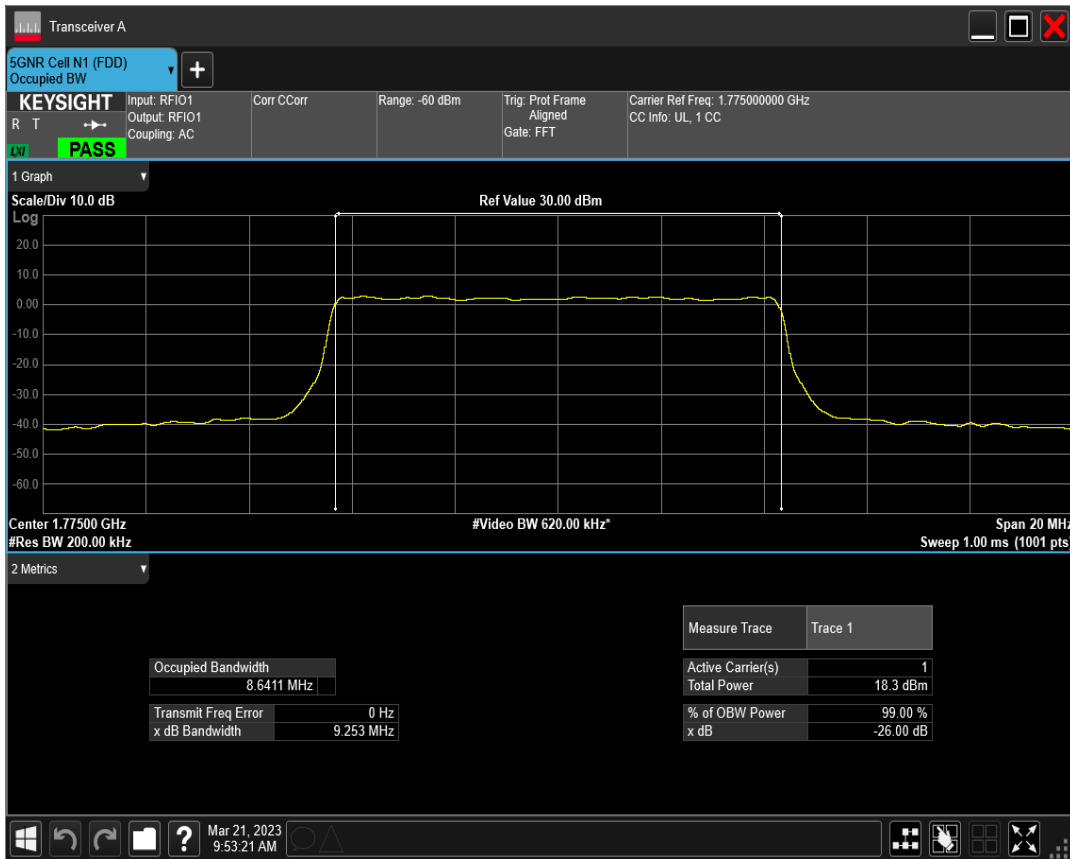 Transceiver A
5GNR Cell N1 (FDD)
Occupied BW
+
KEYSIGHT
R T
LXI
PASS
Input: RFIO1
Output: RFIO1
Coupling: AC
Corr CCorr
Range: -60 dBm
Trig: Prot Frame
Aligned
Gate: FFT
Carrier Ref Freq: 1.775000000 GHz
CC Info: UL, 1 CC
1 Graph
Scale/Div 10.0 dB
Ref Value 30.00 dBm
Log
20.0
10.0
0.00
-10.0
-20.0
-30.0
-40.0
-50.0
-60.0
Center 1.77500 GHz
#Video BW 620.00 kHz*
Span 20 MHz
#Res BW 200.00 kHz
Sweep 1.00 ms (1001 pts)
2 Metrics
Measure Trace Trace 1
Occupied Bandwidth
8.6411 MHz
Active Carrier(s) 1
Total Power 18.3 dBm
Transmit Freq Error 0 Hz
x dB Bandwidth 9.253 MHz
% of OBW Power 99.00 %
x dB -26.00 dB
?
Mar 21, 2023
9:53:21 AM